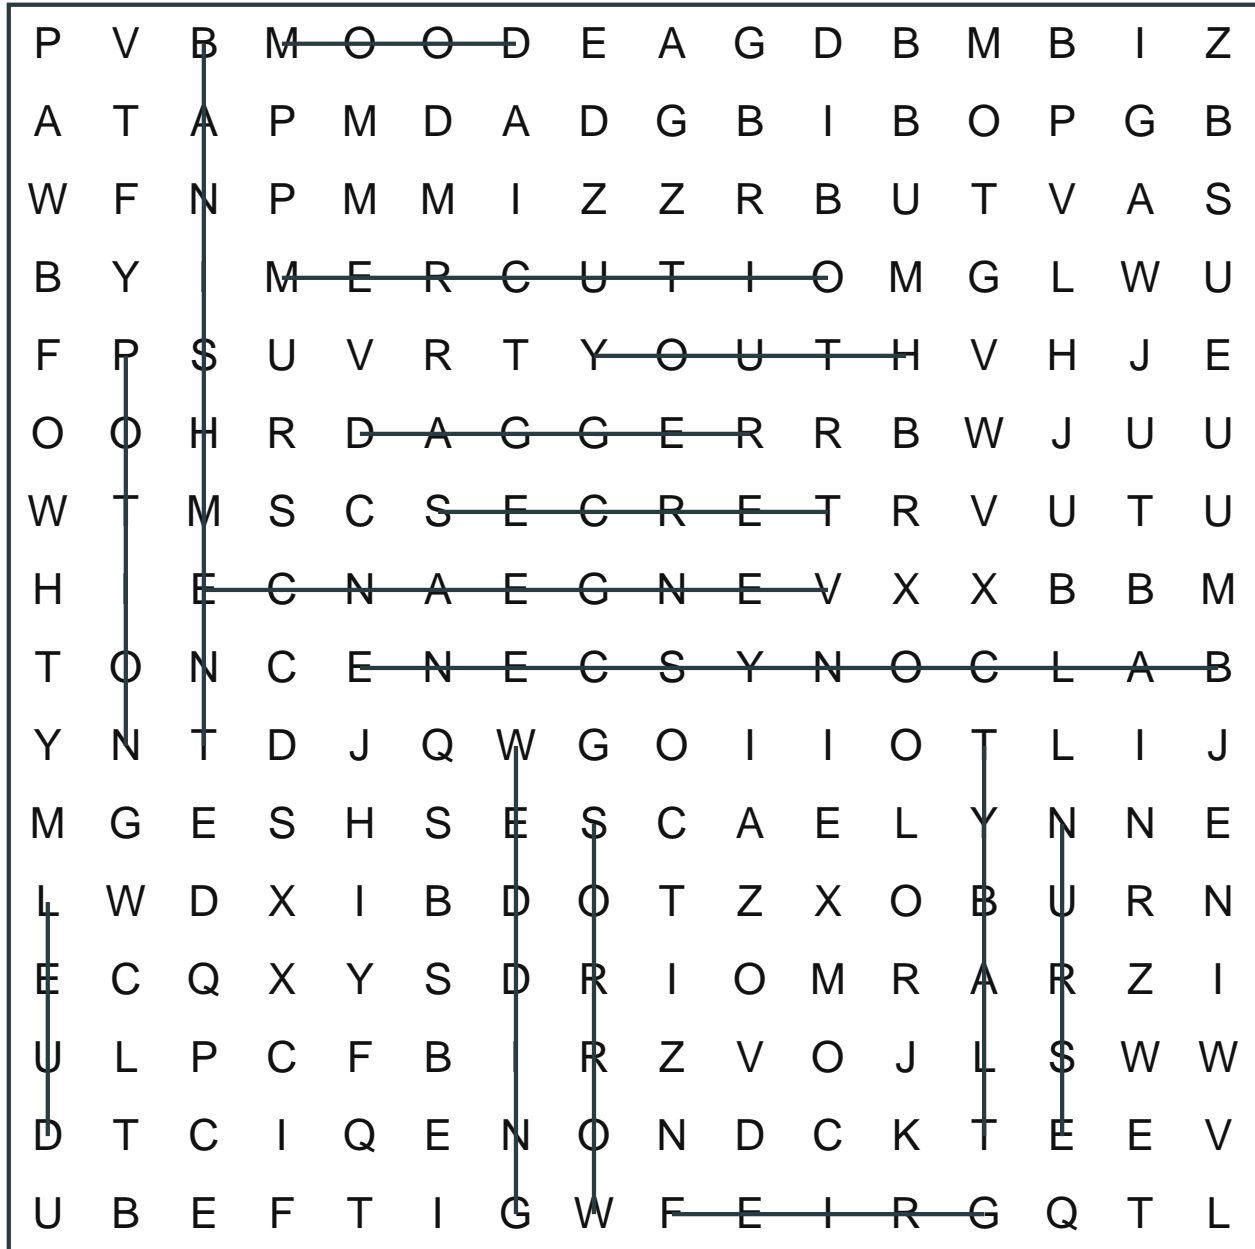 P V B M O O D E A G D B M B I Z
A T A P M D A D G B I B O P G B
W F N P M M I Z Z R B U T V A S
B Y I M E R C U T I O M G L W U
F P S U V R T Y O U T H V H J E
O O H R D A G G E R R B W J U U
W T M S C S E C R E T R V U T U
H I E C N A E G N E V X X B B M
T O N C E N E C S Y N O C L A B
Y N T D J Q W G O I I O T L I J
M G E S H S E S C A E L Y N N E
L W D X I B D O T Z X O B U R N
E C Q X Y S D R I O M R A R Z I
U L P C F B I R Z V O J L S W W
D T C I Q E N O N D C K T E E V
U B E F T I G W F E I R G Q T L